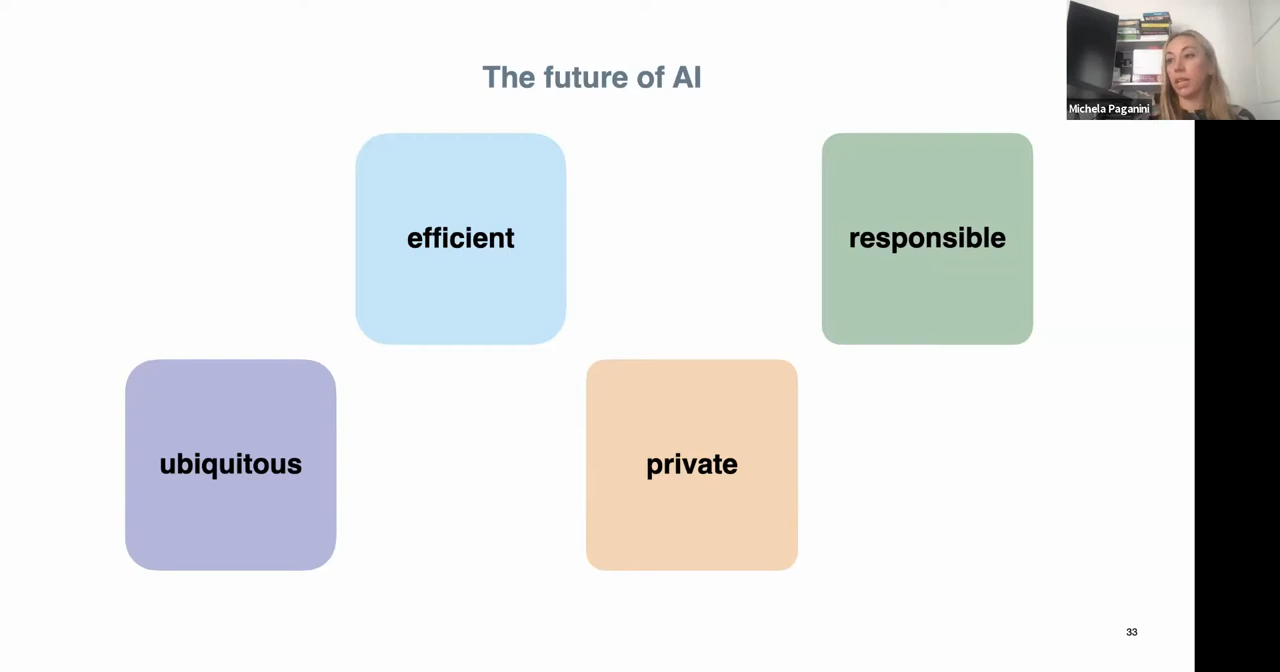 The future of AI
Michela Paganini
efficient
responsible
ubiquitous
private
33